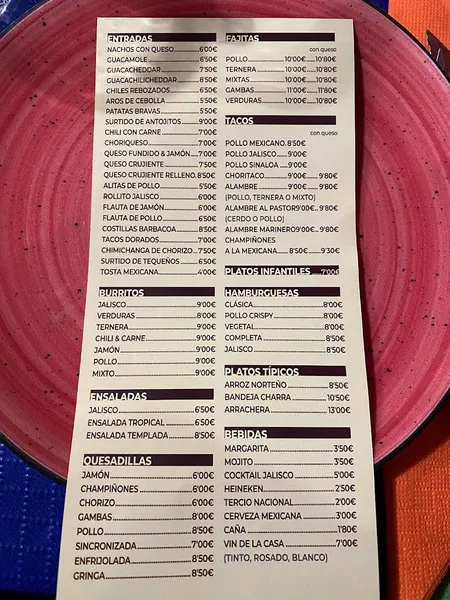 ENTRADAS
NACHOS CON QUESO.......6'00€
GUACAMOLE.......6'50€
GUACACHEDDAR.......7'50€
GUACACHILICHEDDAR.......8'50€
CHILES REBOZADOS.......6'50€
AROS DE CEBOLLA.......5'50€
PATATAS BRAVAS.......5'50€
SURTIDO DE ANTOJITOS.......9'00€
CHILI CON CARNE.......7'00€
CHORIQUESO.......7'00€
QUESO FUNDIDO & JAMÓN.......7'00€
QUESO CRUJIENTE.......7'50€
QUESO CRUJIENTE RELLENO.8'50€
ALITAS DE POLLO.......5'50€
ROLLITO JALISCO.......6'00€
FLAUTA DE JAMÓN.......6'00€
FLAUTA DE POLLO.......6'50€
COSTILLAS BARBACOA.......8'50€
TACOS DORADOS.......7'00€
CHIMICHANGA DE CHORIZO.......7'50€
SURTIDO DE TEQUEÑOS.......6'50€
TOSTA MEXICANA.......4'00€
BURRITOS
JALISCO.......9'00€
VERDURAS.......8'00€
TERNERA.......9'00€
CHILI & CARNE.......9'00€
JAMÓN.......9'00€
POLLO.......9'00€
MIXTO.......9'00€
ENSALADAS
JALISCO.......6'50€
ENSALADA TROPICAL.......6'50€
ENSALADA TEMPLADA.......8'50€
QUESADILLAS
JAMÓN.......6'00€
CHAMPIÑONES.......6'00€
CHORIZO.......6'00€
GAMBAS.......8'00€
POLLO.......8'50€
SINCRONIZADA.......7'00€
ENFRIJOLADA.......8'50€
GRINGA.......8'50€
FAJITAS
con queso
POLLO.......10'00€.......10'80€
TERNERA.......10'00€.......10'80€
MIXTAS.......10'00€.......10'80€
GAMBAS.......11'00€.......11'80€
VERDURAS.......10'00€.......10'80€
TACOS
con queso
POLLO MEXICANO. 8'50€
POLLO JALISCO.......9'00€
POLLO SINALOA.......9'00€
CHORITACO.......9'00€.......9'80€
ALAMBRE.......9'00€.......9'80€
(POLLO, TERNERA O MIXTO)
ALAMBRE AL PASTOR9'00€..9'80€
(CERDO O POLLO)
ALAMBRE MARINERO9'00€..9'80€
CHAMPIÑONES
A LA MEXICANA.......8'50€.......9'30€
PLATOS INFANTILES.......7'00€
HAMBURGUESAS
CLÁSICA.......8'00€
POLLO CRISPY.......8'00€
VEGETAL.......8'00€
COMPLETA.......8'50€
JALISCO.......8'50€
PLATOS TÍPICOS
ARROZ NORTEÑO.......8'50€
BANDEJA CHARRA.......10'50€
ARRACHERA.......13'00€
BEBIDAS
MARGARITA.......3'50€
MOJITO.......3'50€
COCKTAIL JALISCO.......5'00€
HEINEKEN.......2'50€
TERCIO NACIONAL.......2'00€
CERVEZA MEXICANA.......3'00€
CAÑA.......1'80€
VIN DE LA CASA.......7'00€
(TINTO, ROSADO, BLANCO)